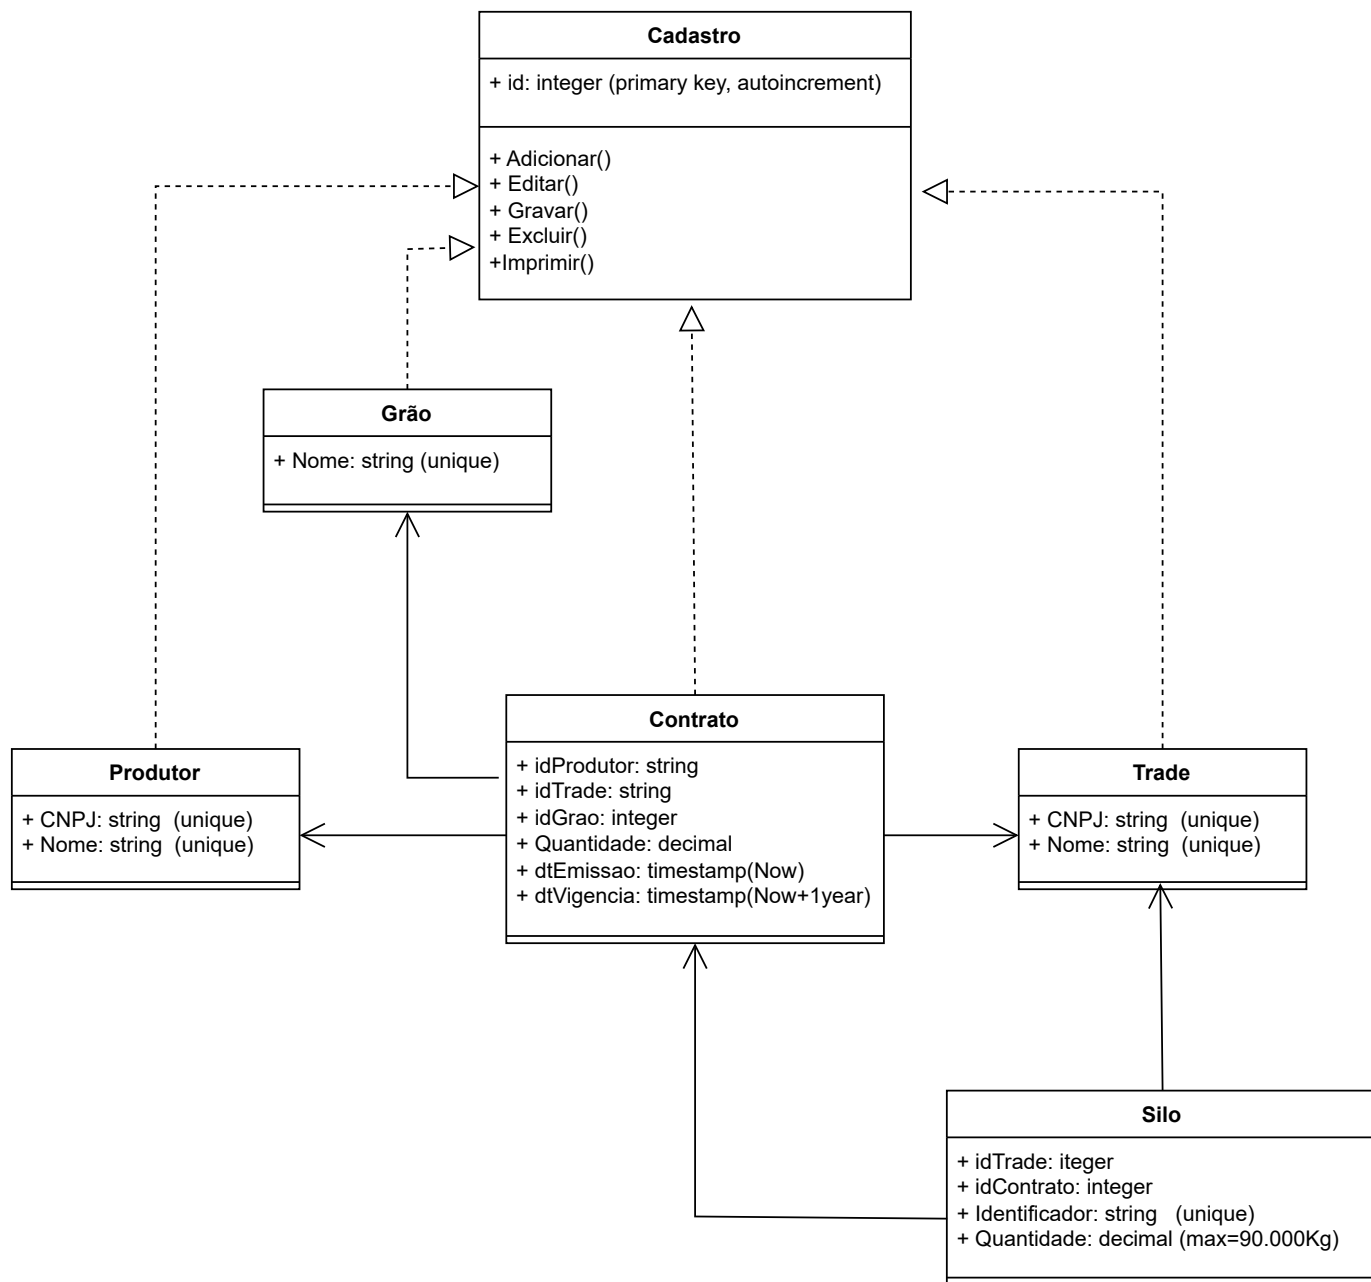 Cadastro
+ id: integer (primary key, autoincrement)
+ Adicionar()
+ Editar()
+ Gravar()
+ Excluir()
+Imprimir()
Grão
+ Nome: string (unique)
Contrato
+ idProdutor: string
+ idTrade: string
+ idGrao: integer
+ Quantidade: decimal
+ dtEmissao: timestamp(Now)
+ dtVigencia: timestamp(Now+1year)
Produtor
+ CNPJ: string (unique)
+ Nome: string (unique)
Trade
+ CNPJ: string (unique)
+ Nome: string (unique)
Silo
+ idTrade: iteger
+ idContrato: integer
+ Identificador: string (unique)
+ Quantidade: decimal (max=90.000Kg)